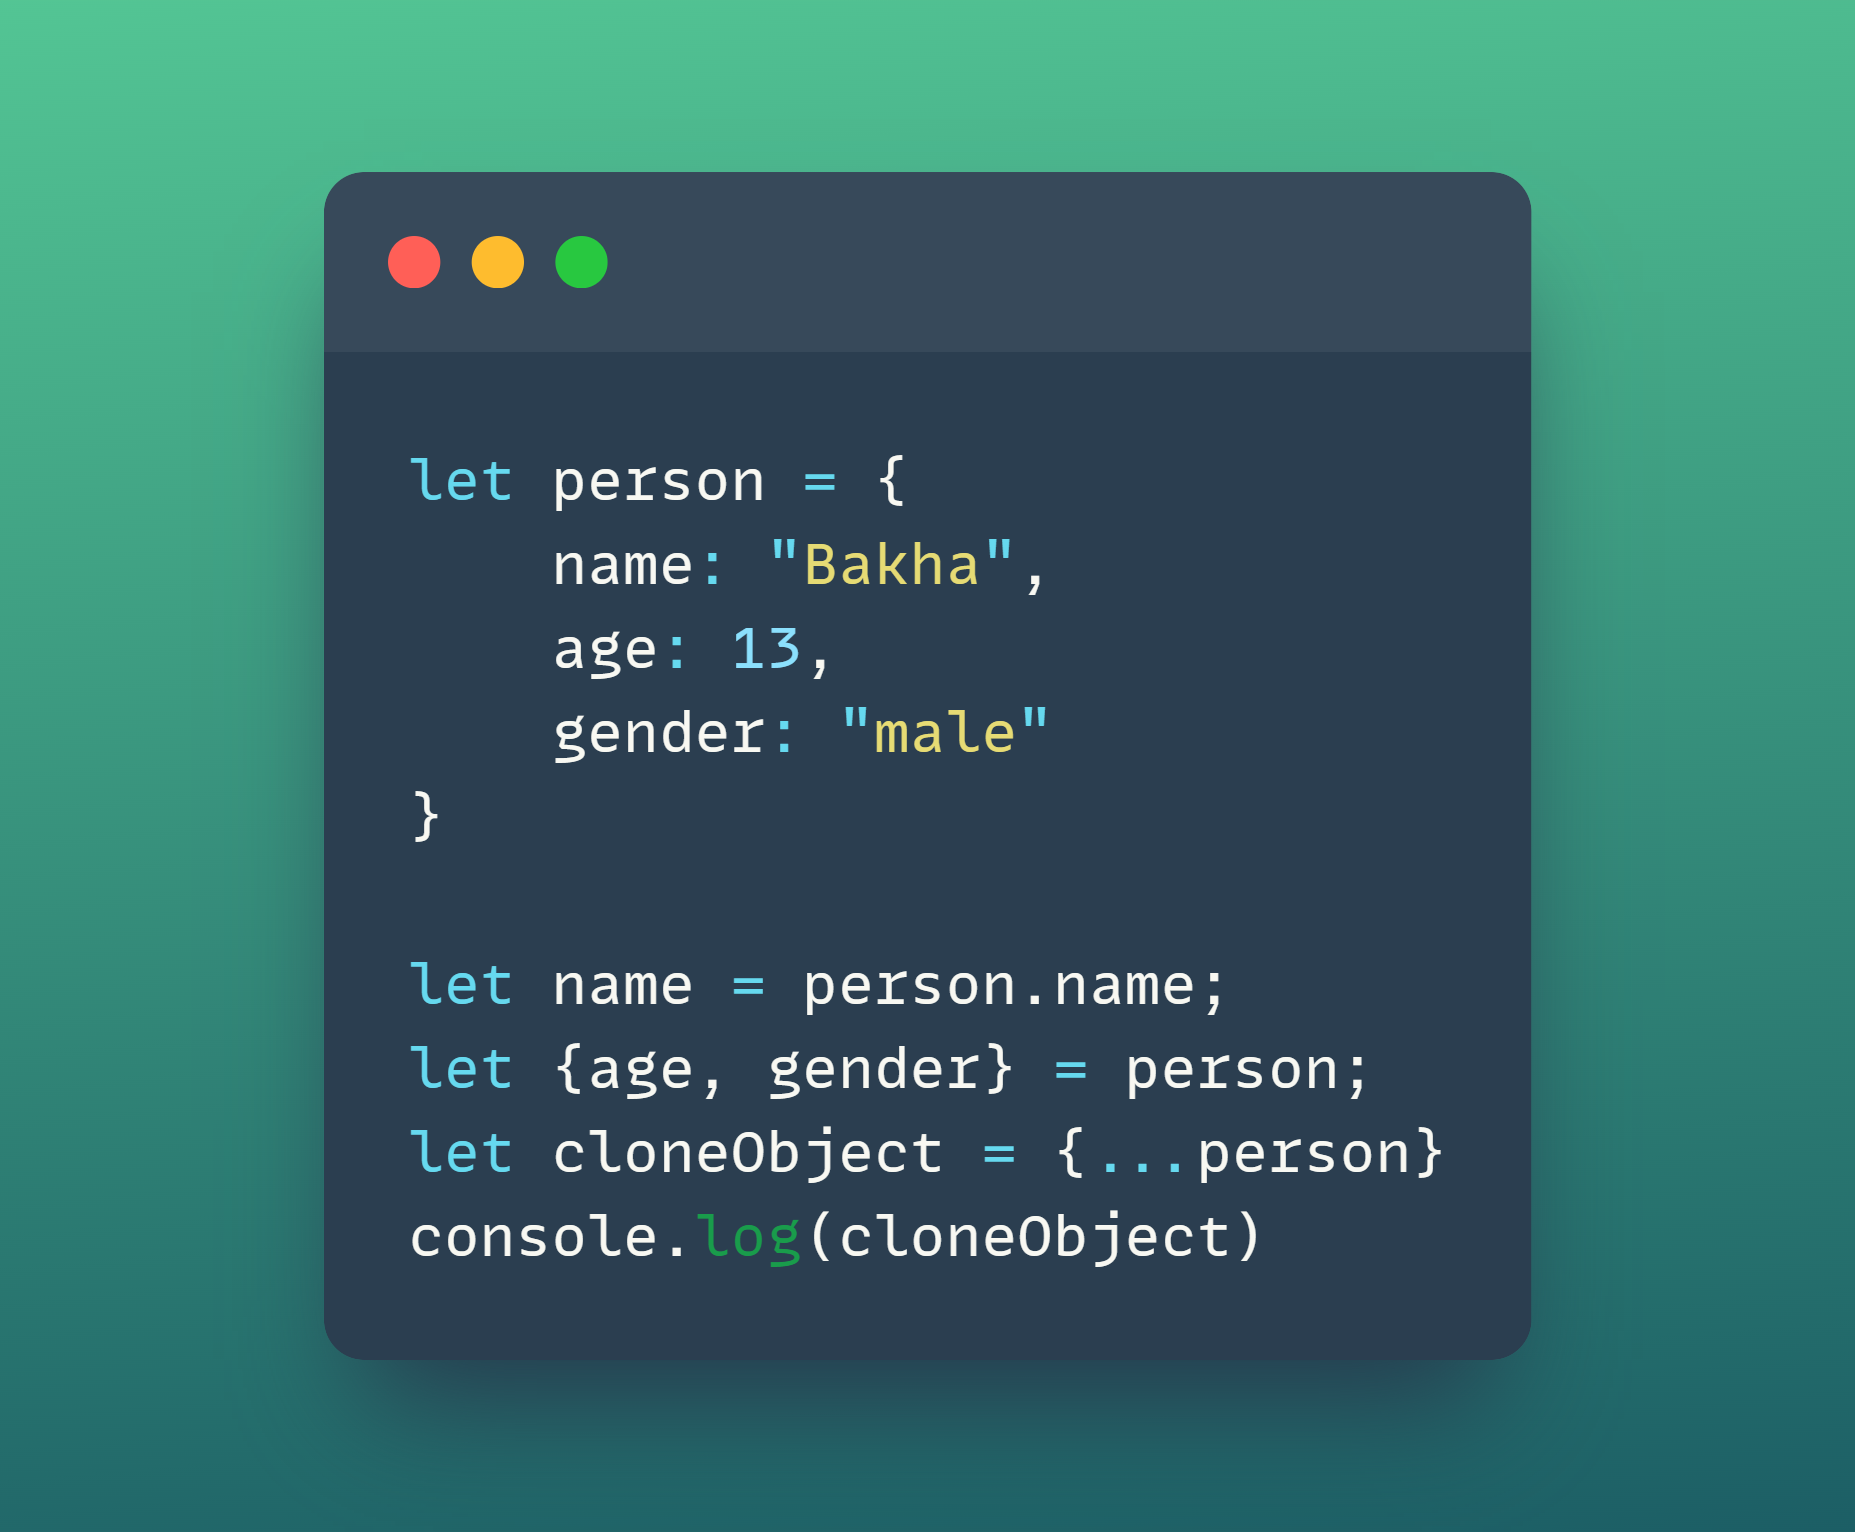 let person = {
    name: "Bakha",
    age: 13,
    gender: "male"
}

let name = person.name;
let {age, gender} = person;
let cloneObject = {...person}
console.log(cloneObject)